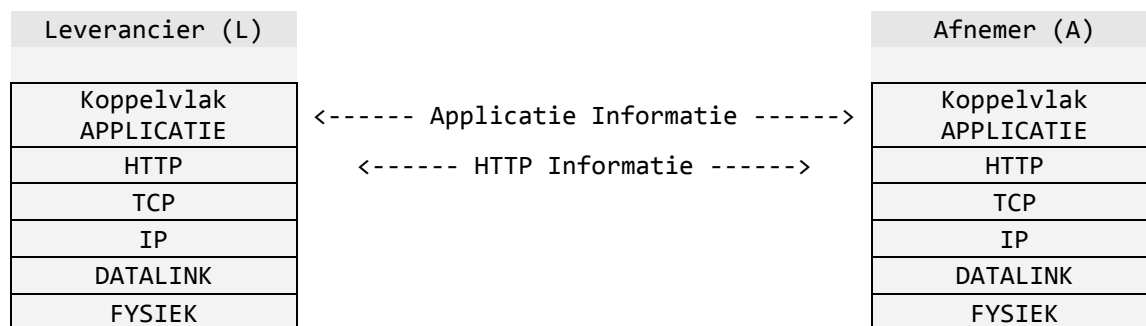 Leverancier (L) Afnemer (A)
Koppelvlak Koppelvlak
<------ Applicatie Informatie ------>
APPLICATIE APPLICATIE
HTTP <------ HTTP Informatie ------> HTTP
TCP TCP
IP IP
DATALINK DATALINK
FYSIEK FYSIEK